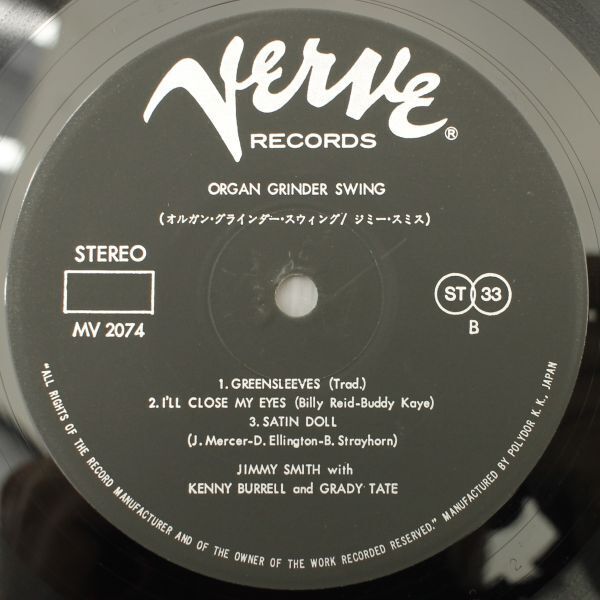 Verve
RECORDS ®
ORGAN GRINDER SWING
(オルガン・グラインダー・スウィング/ ジミー・スミス)
STEREO
MV 2074
ST 33
B
1. GREENSLEEVES (Trad.)
2. I'LL CLOSE MY EYES (Billy Reid-Buddy Kaye)
3. SATIN DOLL
(J. Mercer-D. Ellington-B. Strayhorn)
JIMMY SMITH with
KENNY BURRELL and GRADY TATE
"ALL RIGHTS OF THE RECORD MANUFACTURER AND OF THE OWNER OF THE WORK RECORDED RESERVED." MANUFACTURED BY POLYDOR K. K., JAPAN